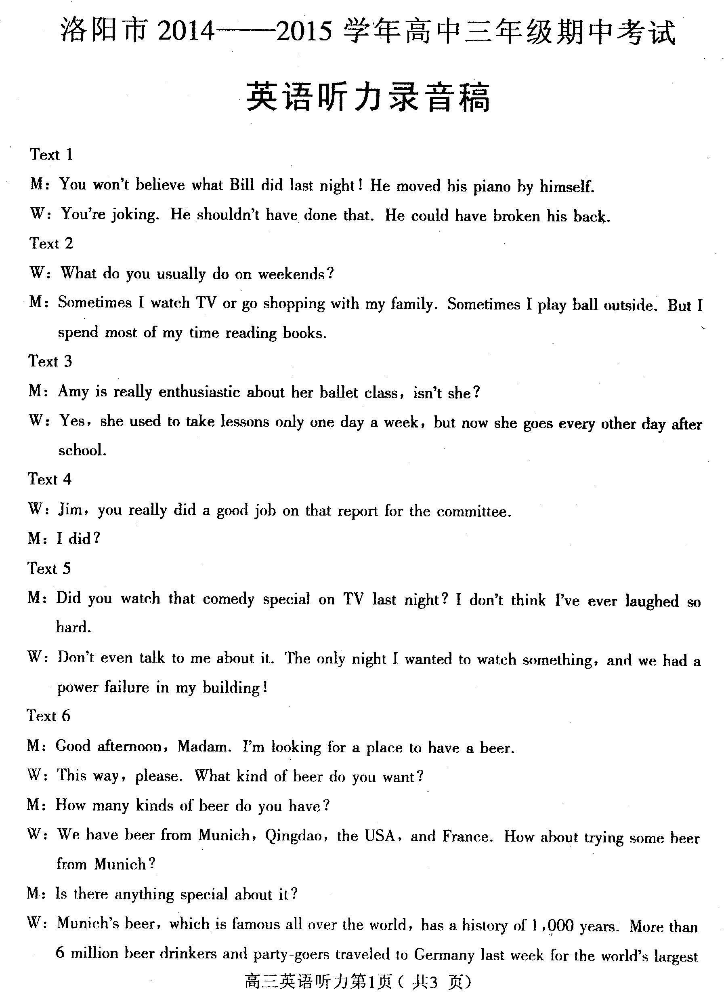 洛阳市 2014——2015 学年高中三年级期中考试
英语听力录音稿
Text 1
M: You won't believe what Bill did last night! He moved his piano by himself.
W: You're joking. He shouldn't have done that. He could have broken his back.
Text 2
W: What do you usually do on weekends?
M: Sometimes I watch TV or go shopping with my family. Sometimes I play ball outside. But I
spend most of my time reading books.
Text 3
M: Amy is really enthusiastic about her ballet class, isn't she?
W: Yes, she used to take lessons only one day a week, but now she goes every other day after
school.
Text 4
W: Jim, you really did a good job on that report for the committee.
M: I did?
Text 5
M: Did you watch that comedy special on TV last night? I don't think I've ever laughed so
hard.
W: Don't even talk to me about it. The only night I wanted to watch something, and we had a
power failure in my building!
Text 6
M: Good afternoon, Madam. I'm looking for a place to have a beer.
W: This way, please. What kind of beer do you want?
M: How many kinds of beer do you have?
W: We have beer from Munich, Qingdao, the USA, and France. How about trying some beer
from Munich?
M: Is there anything special about it?
W: Munich's beer, which is famous all over the world, has a history of 1,000 years. More than
6 million beer drinkers and party-goers traveled to Germany last week for the world's largest
高三英语听力第1页( 共3 页)